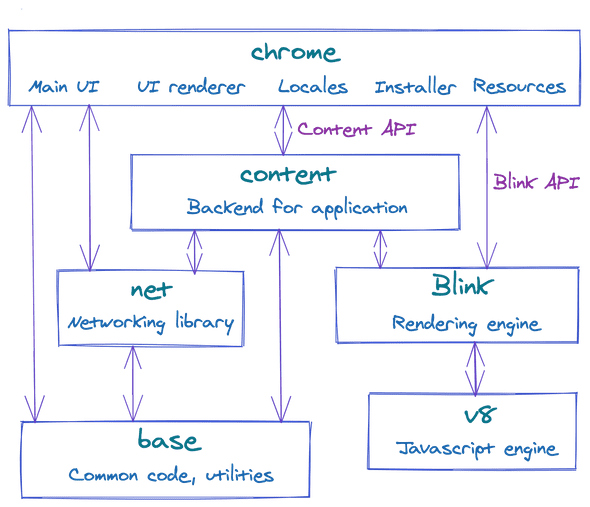 chrome
Main UI UI renderer Locales Installer Resources
Content API
content
Backend for application
Blink API
net
Networking library
Blink
Rendering engine
v8
Javascript engine
base
Common code, utilities